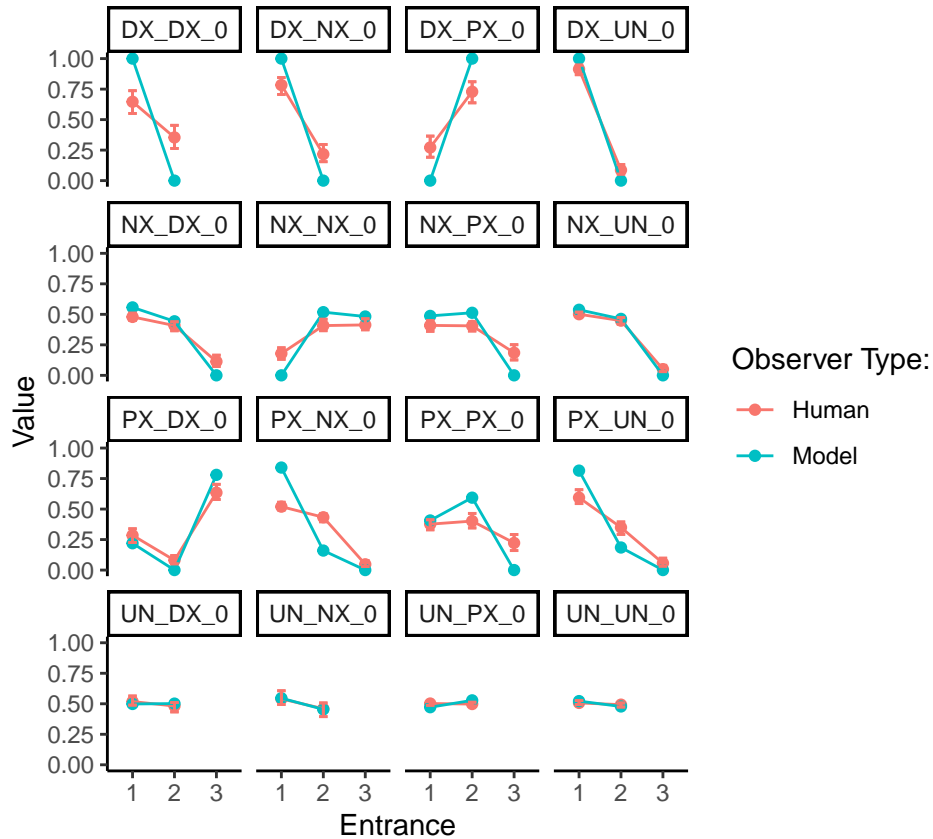 DX_DX_0 DX_NX_0 DX_PX_0 DX_UN_0
1.00
0.75
0.50
0.25
0.00
NX_DX_0 NX_NX_0 NX_PX_0 NX_UN_0
1.00
0.75
0.50
0.25
0.00
PX_DX_0 PX_NX_0 PX_PX_0 PX_UN_0
1.00
0.75
0.50
0.25
0.00
UN_DX_0 UN_NX_0 UN_PX_0 UN_UN_0
1.00
0.75
0.50
0.25
0.00
1 2 3 1 2 3 1 2 3 1 2 3
Entrance
Value
Observer Type:
Human
Model